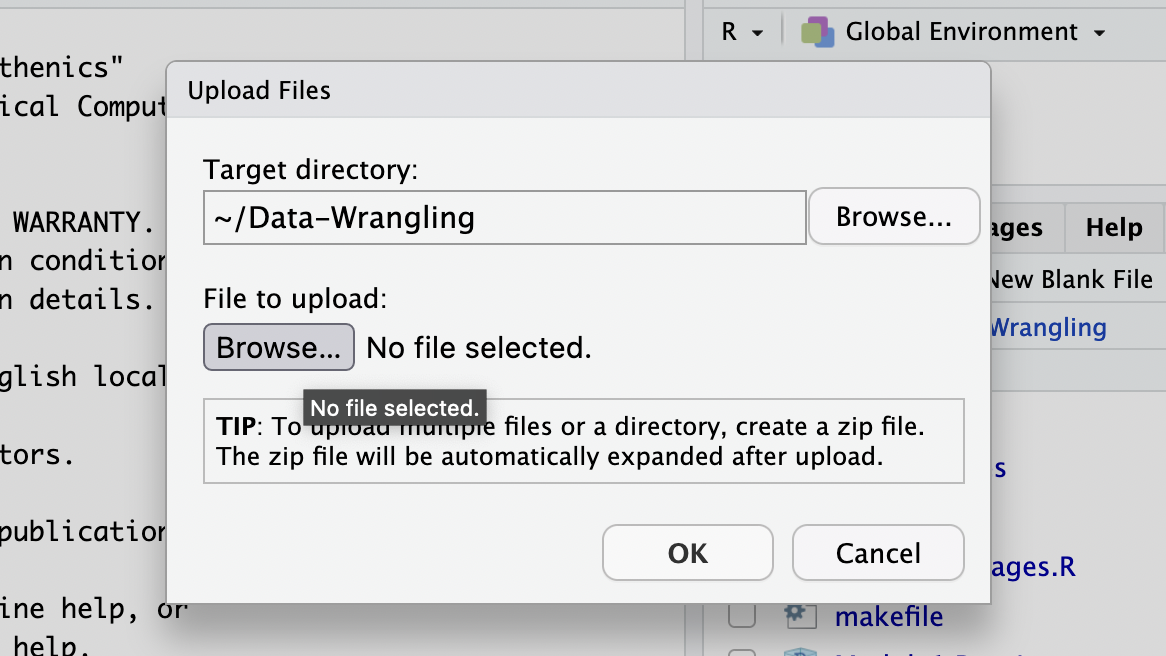 thenics"
ical Comput
R
Global Environment
Upload Files
Target directory:
~/Data-Wrangling
Browse...
WARRANTY.
n condition
n details.
ages
Help
New Blank File
Wrangling
File to upload:
Browse... No file selected.
glish local
No file selected.
TIP: To upload multiple files or a directory, create a zip file.
The zip file will be automatically expanded after upload.
tors.
s
publication
OK
Cancel
ages.R
ine help, or
makefile
help.